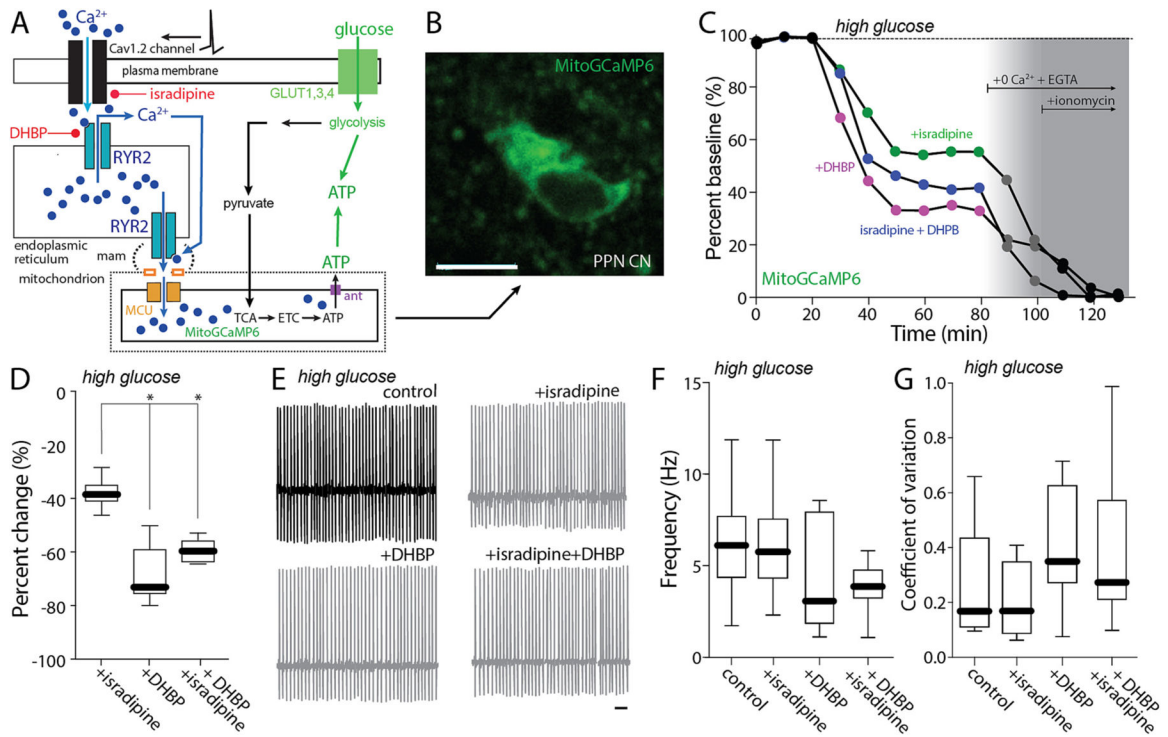 A
Ca²⁺
Cav1.2 channel
plasma membrane
isradipine
DHBP
Ca²⁺
RYR2
RYR2
endoplasmic
reticulum
mam
mitochondrion
MCU
MitoGCaMP6
glucose
GLUT1,3,4
glycolysis
pyruvate
ATP
ATP
ant
TCA
ETC
ATP
B
MitoGCaMP6
PPN CN
C
high glucose
Percent baseline (%)
100
80
60
40
20
0
+0 Ca²⁺ + EGTA
+ionomycin
+isradipine
+DHBP
isradipine + DHPB
MitoGCaMP6
0 20 40 60 80 100 120
Time (min)
D
high glucose
Percent change (%)
0
-20
-40
-60
-80
-100
* *
+isradipine
+DHBP
+ DHBP
+isradipine
E
high glucose
control
+isradipine
+DHBP
+isradipine+DHBP
F
high glucose
Frequency (Hz)
15
10
5
0
control
+isradipine
+DHBP
+ DHBP
+isradipine
G
high glucose
Coefficient of variation
1.0
0.8
0.6
0.4
0.2
0.0
control
+isradipine
+DHBP
+ DHBP
+isradipine